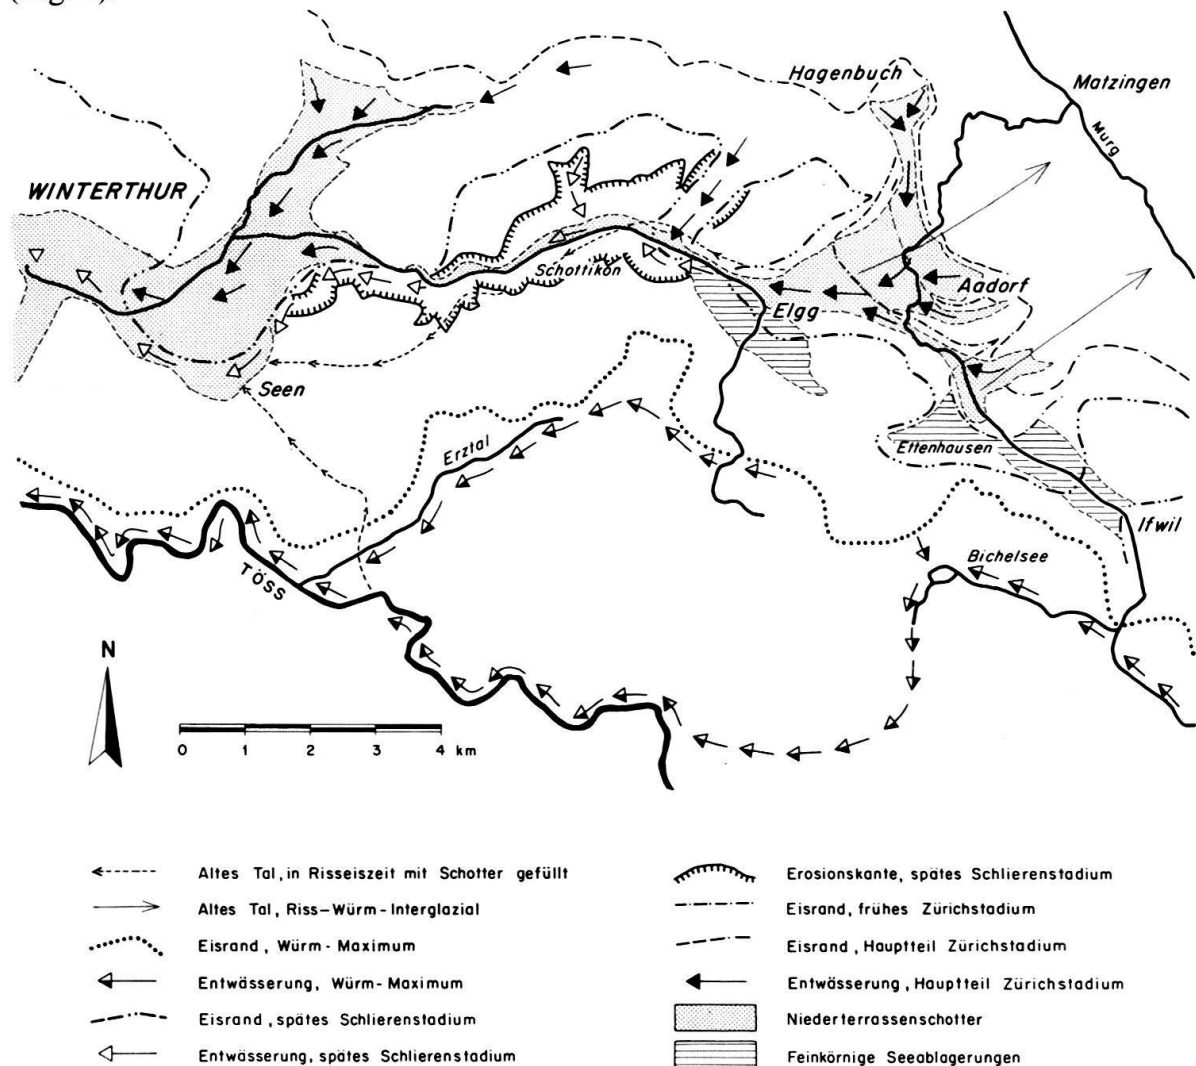 Hagenbuch
Matzingen
Murg
WINTERTHUR
Schottikon
Aadorf
Elgg
Seen
Erztal
Ettenhausen
Ifwil
Bichelsee
TÖSS
N
0 1 2 3 4 km
Altes Tal, in Risseiszeit mit Schotter gefüllt
Altes Tal, Riss-Würm-Interglazial
Eisrand, Würm-Maximum
Entwässerung, Würm-Maximum
Eisrand, spätes Schlierenstadium
Entwässerung, spätes Schlierenstadium
Erosionskante, spätes Schlierenstadium
Eisrand, frühes Zürichstadium
Eisrand, Hauptteil Zürichstadium
Entwässerung, Hauptteil Zürichstadium
Niederterrassenschotter
Feinkörnige Seeablagerungen